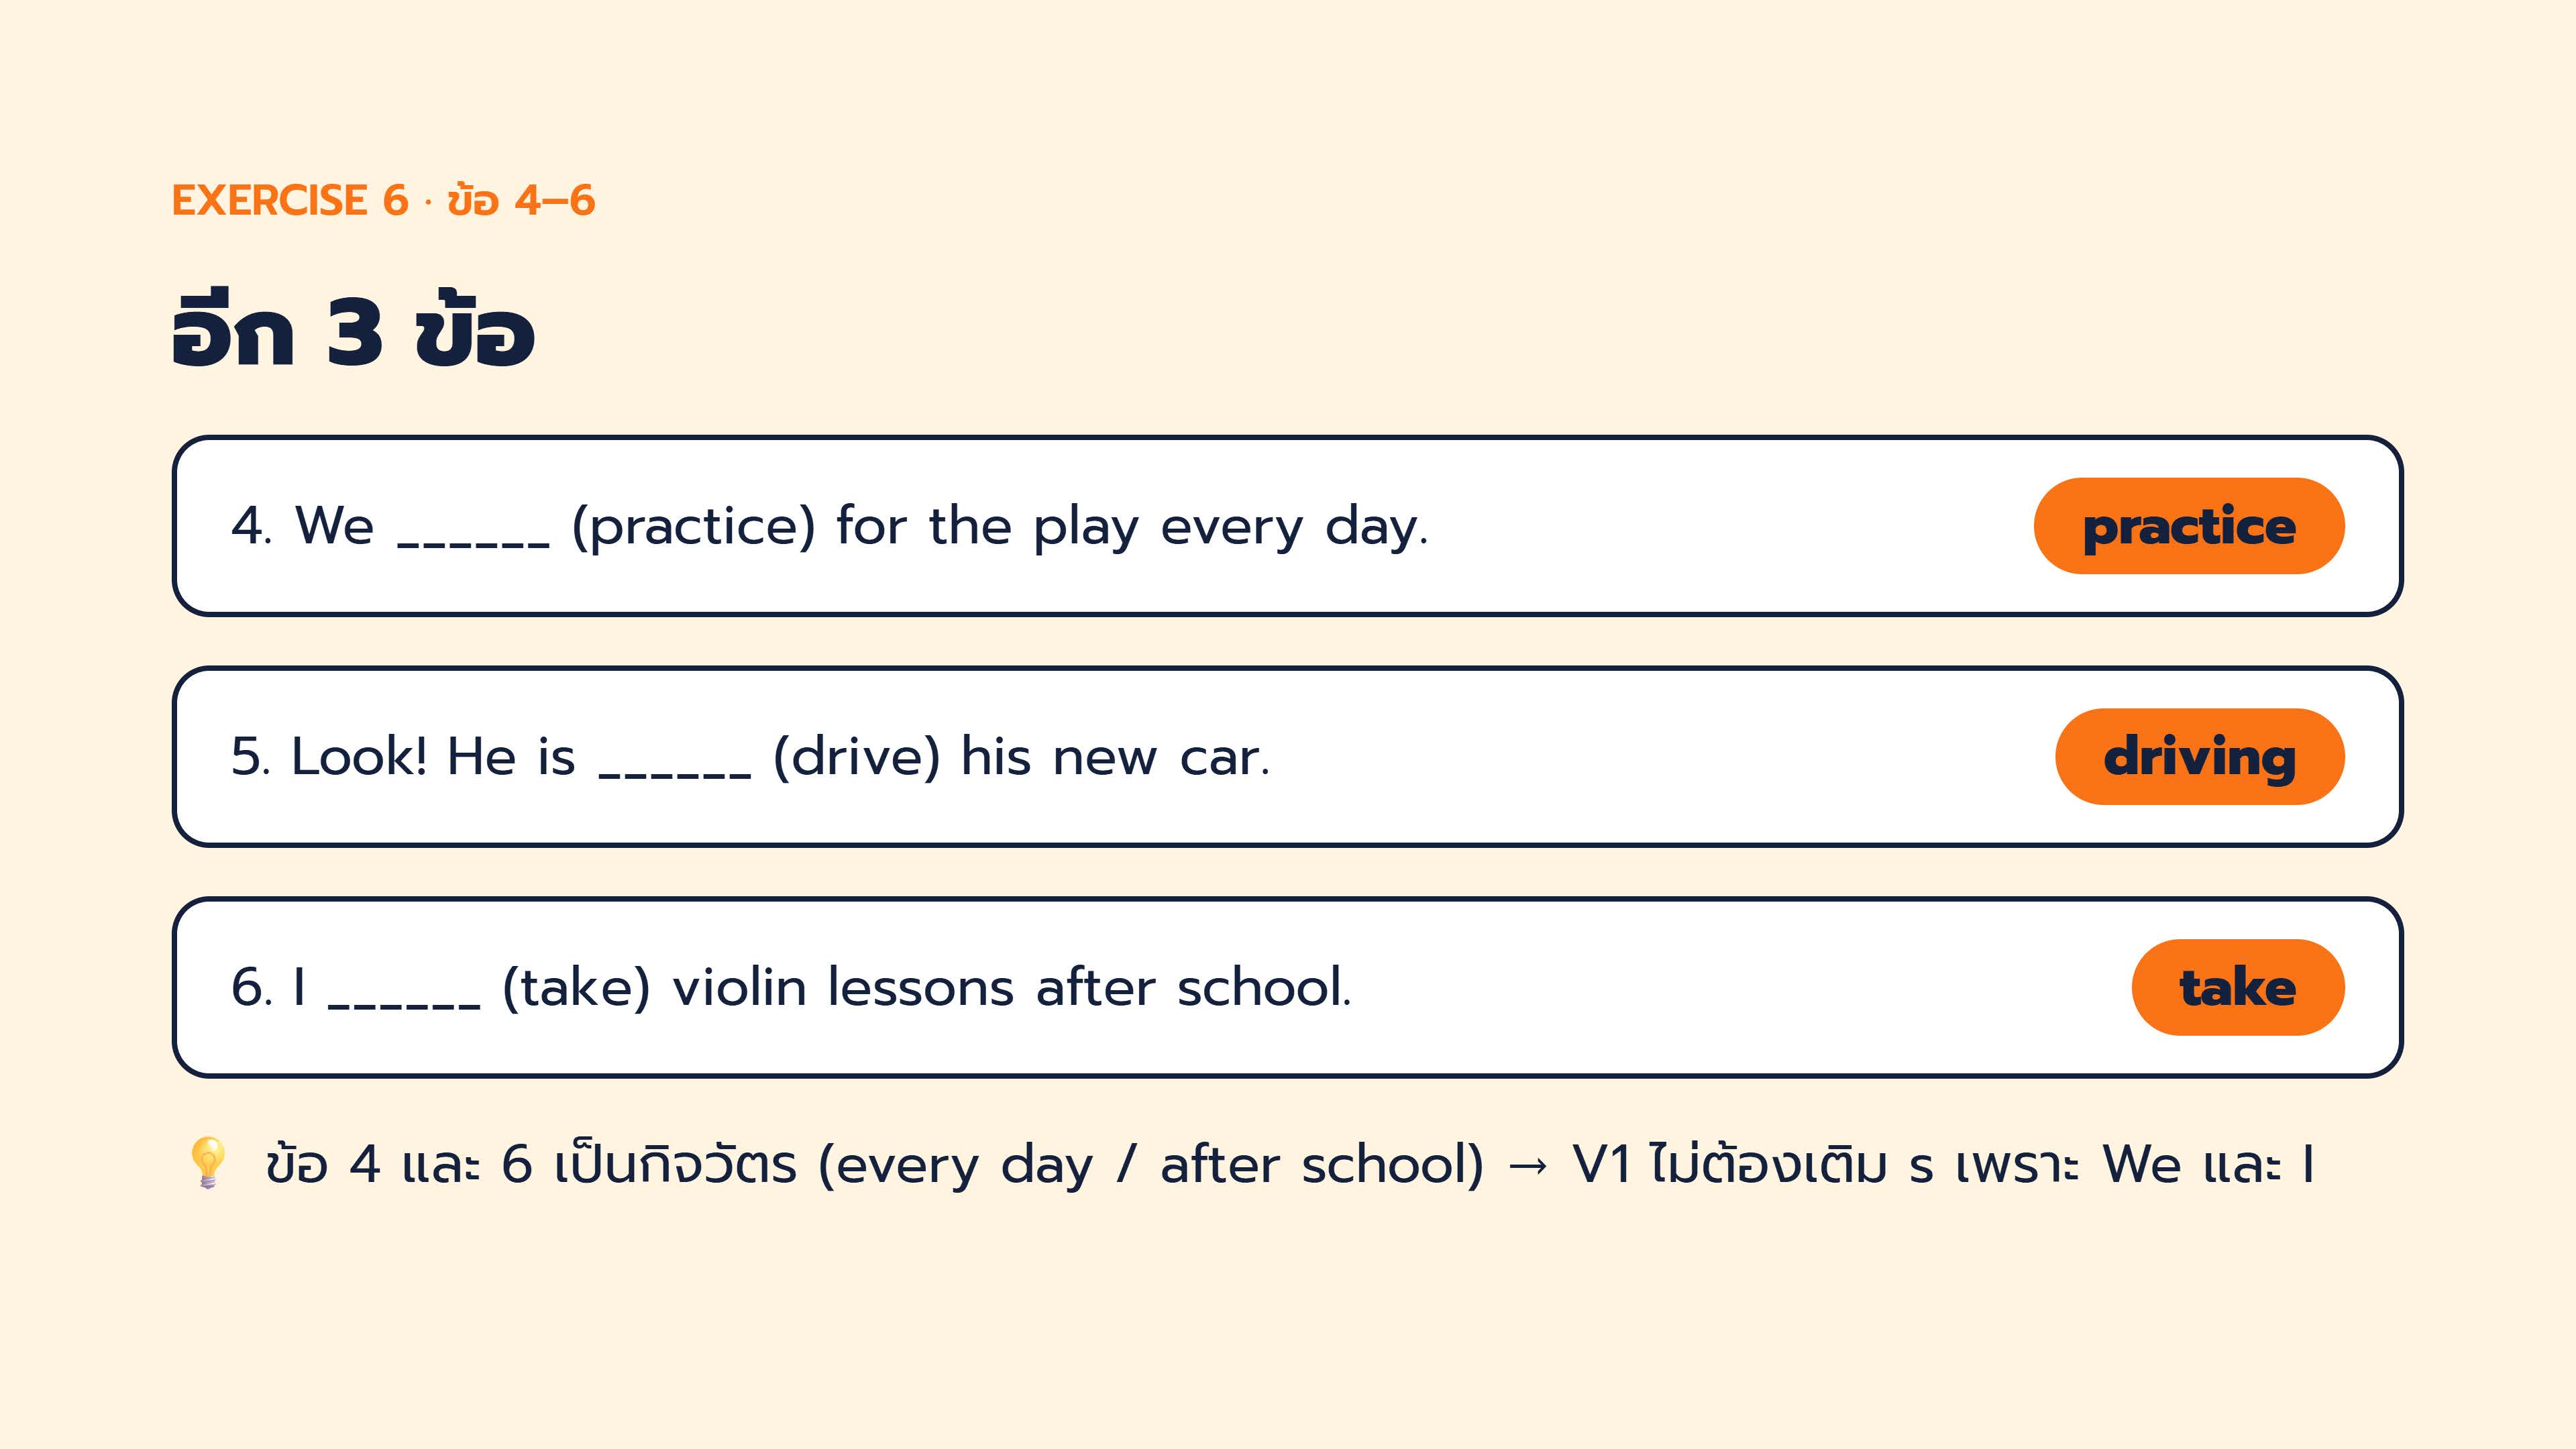 EXERCISE 6 · ข้อ 4–6
อีก 3 ข้อ
4. We ______ (practice) for the play every day.
practice
5. Look! He is ______ (drive) his new car.
driving
6. I ______ (take) violin lessons after school.
take
💡 ข้อ 4 และ 6 เป็นกิจวัตร (every day / after school) → V1 ไม่ต้องเติม s เพราะ We และ I